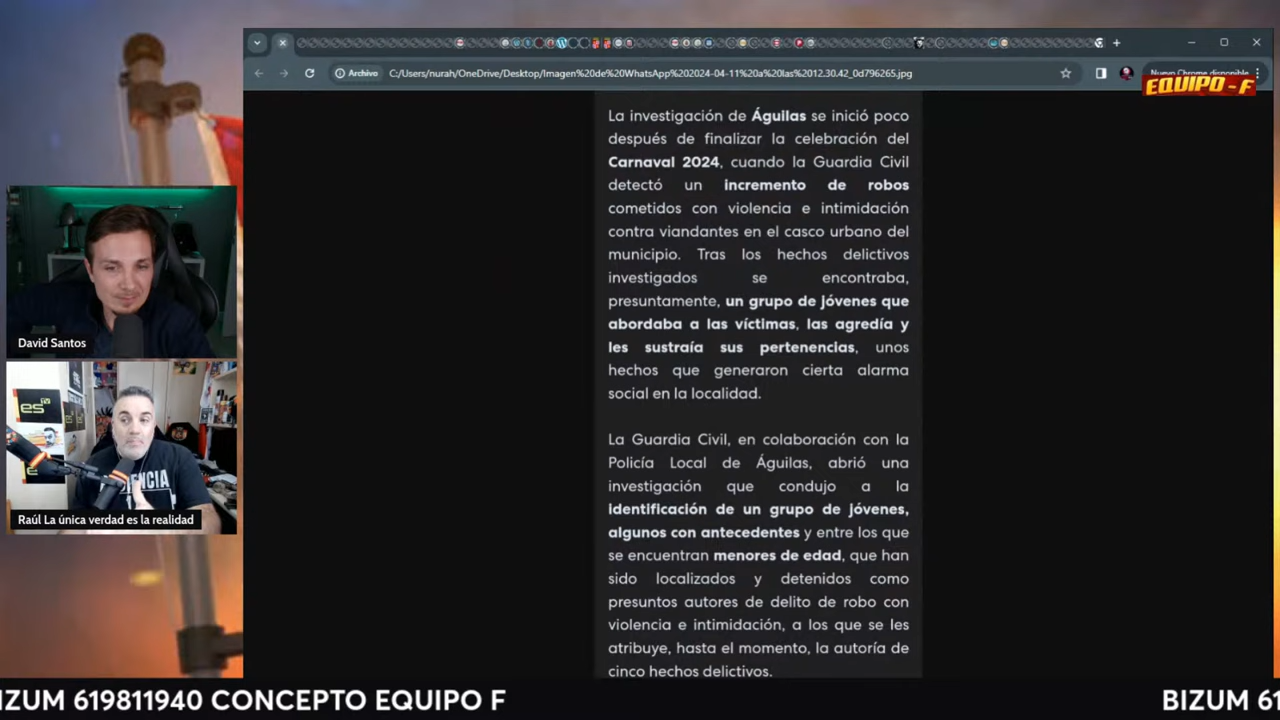 Archivo
C:/Users/nurah/OneDrive/Desktop/Imagen%20de%20WhatsApp%202024-04-11%20a%20las%2012.30.42_0d796265.jpg
Nuevo Chrome disponible
EQUIPO - F
La investigación de Águilas se inició poco
después de finalizar la celebración del
Carnaval 2024, cuando la Guardia Civil
detectó un incremento de robos
cometidos con violencia e intimidación
contra viandantes en el casco urbano del
municipio. Tras los hechos delictivos
investigados se encontraba,
presuntamente, un grupo de jóvenes que
abordaba a las víctimas, las agredía y
les sustraía sus pertenencias, unos
hechos que generaron cierta alarma
social en la localidad.
La Guardia Civil, en colaboración con la
Policía Local de Águilas, abrió una
investigación que condujo a la
identificación de un grupo de jóvenes,
algunos con antecedentes y entre los que
se encuentran menores de edad, que han
sido localizados y detenidos como
presuntos autores de delito de robo con
violencia e intimidación, a los que se les
atribuye, hasta el momento, la autoría de
cinco hechos delictivos.
David Santos
es
Raúl La única verdad es la realidad
IZUM 619811940 CONCEPTO EQUIPO F
BIZUM 61